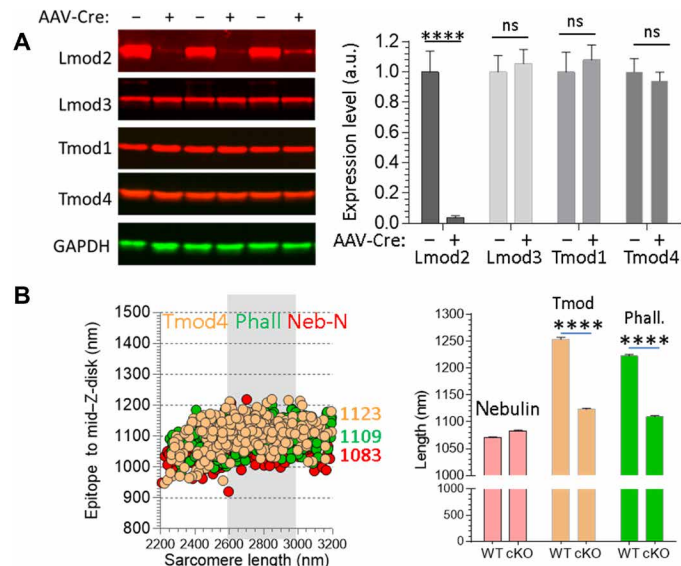 AAV-Cre: – + – + – +
A
Lmod2
Lmod3
Tmod1
Tmod4
GAPDH
**** ns ns ns
Expression level (a.u.)
1.2
1.0
0.8
0.6
0.4
0.2
0.0
AAV-Cre: – + – + – + – +
Lmod2 Lmod3 Tmod1 Tmod4
B
Tmod4 Phall Neb-N
Epitope to mid–Z-disk (nm)
1500
1400
1300
1200
1100
1000
900
800
1123
1109
1083
2200 2400 2600 2800 3000 3200
Sarcomere length (nm)
Length (nm)
1300
1250
1200
1150
1100
1050
1000
500
0
Nebulin
Tmod
****
Phall.
****
WT cKO WT cKO WT cKO